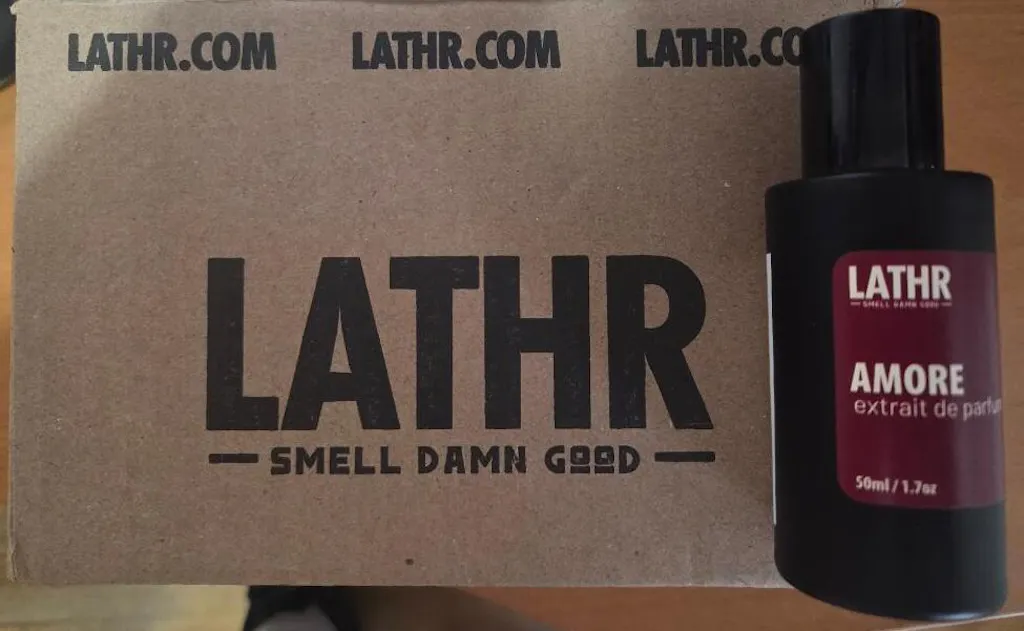 LATHR.COM LATHR.COM LATHR.CO
LATHR
SMELL DAMN GOOD
LATHR
SMELL DAMN GOOD
AMORE
extrait de parfum
50ml / 1.7oz